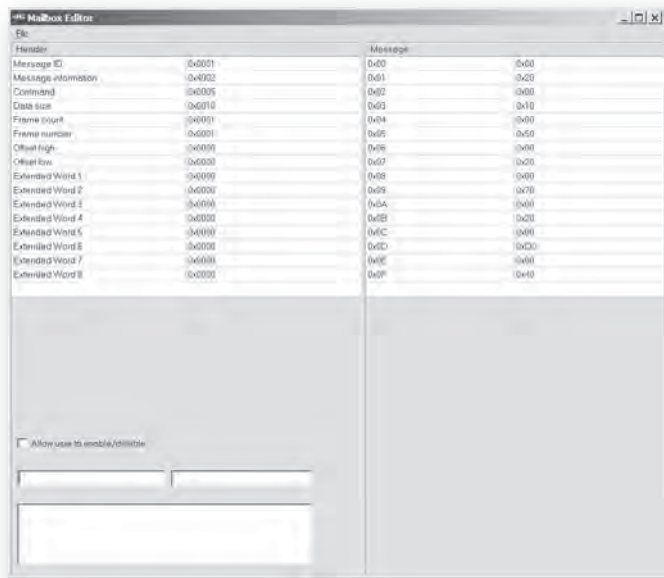 Mailbox Editor
File
Header
Message
Message ID 0x0001
Message information 0x4002
Command 0x0005
Data size 0x0010
Frame count 0x0001
Frame number 0x0001
Offset high 0x0000
Offset low 0x0000
Extended Word 1 0x0000
Extended Word 2 0x0000
Extended Word 3 0x0000
Extended Word 4 0x0000
Extended Word 5 0x0000
Extended Word 6 0x0000
Extended Word 7 0x0000
Extended Word 8 0x0000
0x00 0x00
0x01 0x20
0x02 0x00
0x03 0x10
0x04 0x00
0x05 0x50
0x06 0x00
0x07 0x20
0x08 0x00
0x09 0x70
0x0A 0x00
0x0B 0x20
0x0C 0x00
0x0D 0xD0
0x0E 0x00
0x0F 0x40
Allow user to enable/disable